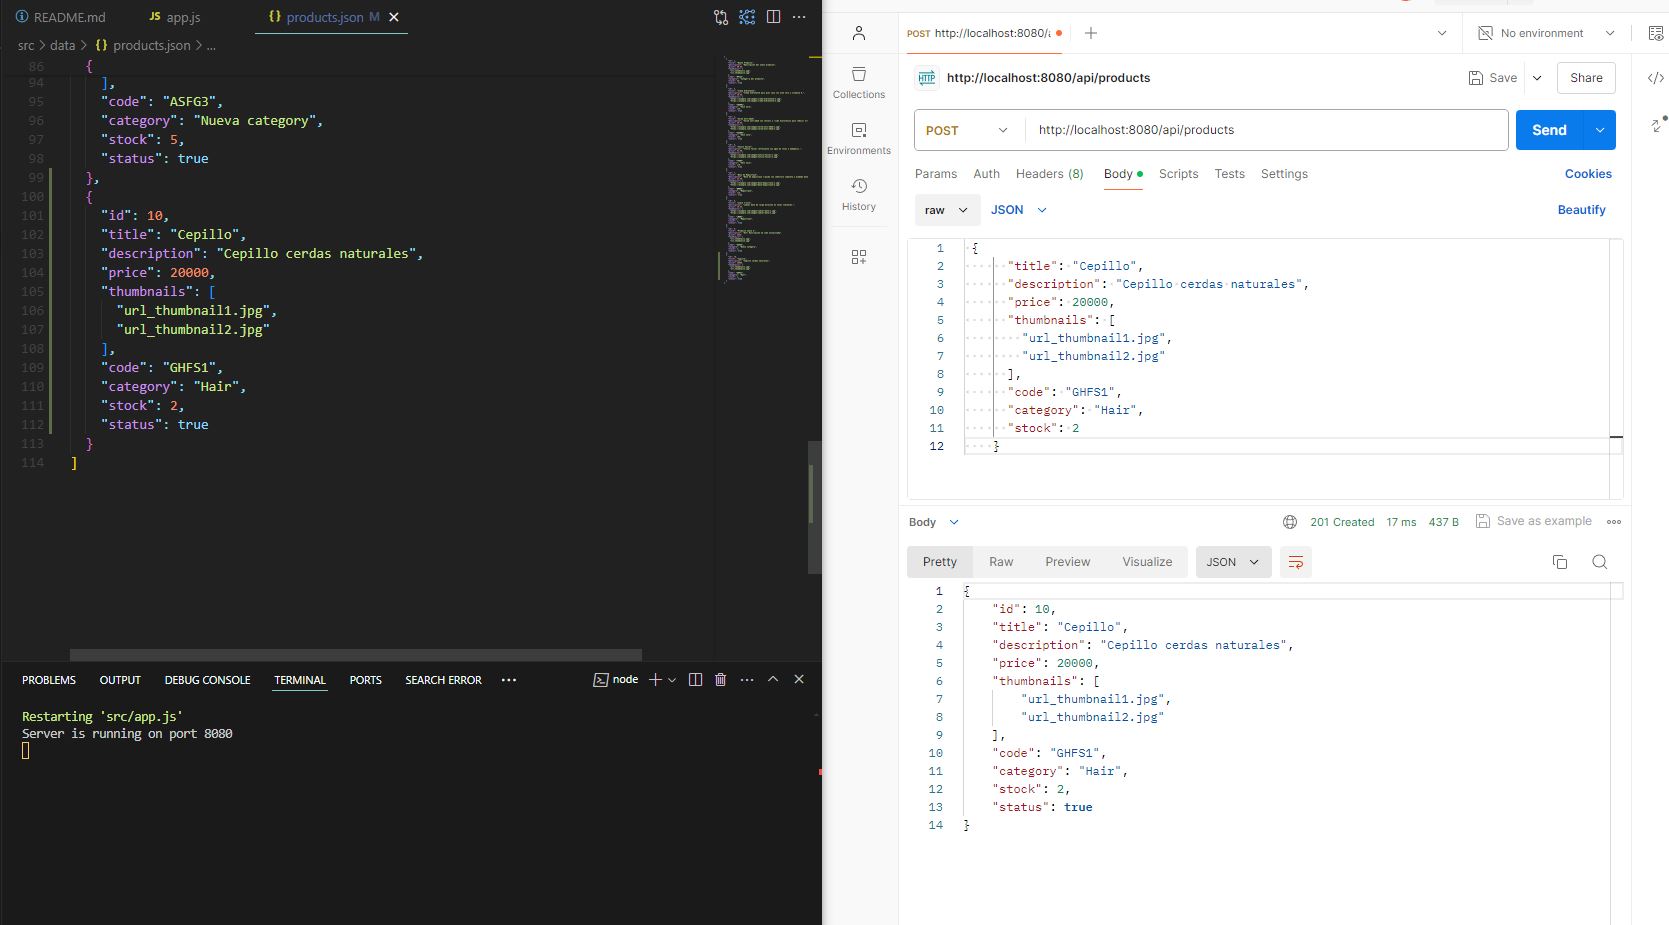 README.md
JS app.js
{} products.json M
src > data > {} products.json > ...
86 {
94 ],
95 "code": "ASFG3",
96 "category": "Nueva category",
97 "stock": 5,
98 "status": true
99 },
100 {
101 "id": 10,
102 "title": "Cepillo",
103 "description": "Cepillo cerdas naturales",
104 "price": 20000,
105 "thumbnails": [
106 "url_thumbnail1.jpg",
107 "url_thumbnail2.jpg"
108 ],
109 "code": "GHFS1",
110 "category": "Hair",
111 "stock": 2,
112 "status": true
113 }
114 ]
PROBLEMS OUTPUT DEBUG CONSOLE TERMINAL PORTS SEARCH ERROR
node
Restarting 'src/app.js'
Server is running on port 8080
Collections
Environments
History
POST http://localhost:8080/a
No environment
HTTP http://localhost:8080/api/products
Save
Share
POST http://localhost:8080/api/products
Send
Params Auth Headers (8) Body Scripts Tests Settings
Cookies
raw JSON
Beautify
1 {
2 "title": "Cepillo",
3 "description": "Cepillo cerdas naturales",
4 "price": 20000,
5 "thumbnails": [
6 "url_thumbnail1.jpg",
7 "url_thumbnail2.jpg"
8 ],
9 "code": "GHFS1",
10 "category": "Hair",
11 "stock": 2
12 }
Body
201 Created 17 ms 437 B
Save as example
Pretty Raw Preview Visualize JSON
1 {
2 "id": 10,
3 "title": "Cepillo",
4 "description": "Cepillo cerdas naturales",
5 "price": 20000,
6 "thumbnails": [
7 "url_thumbnail1.jpg",
8 "url_thumbnail2.jpg"
9 ],
10 "code": "GHFS1",
11 "category": "Hair",
12 "stock": 2,
13 "status": true
14 }